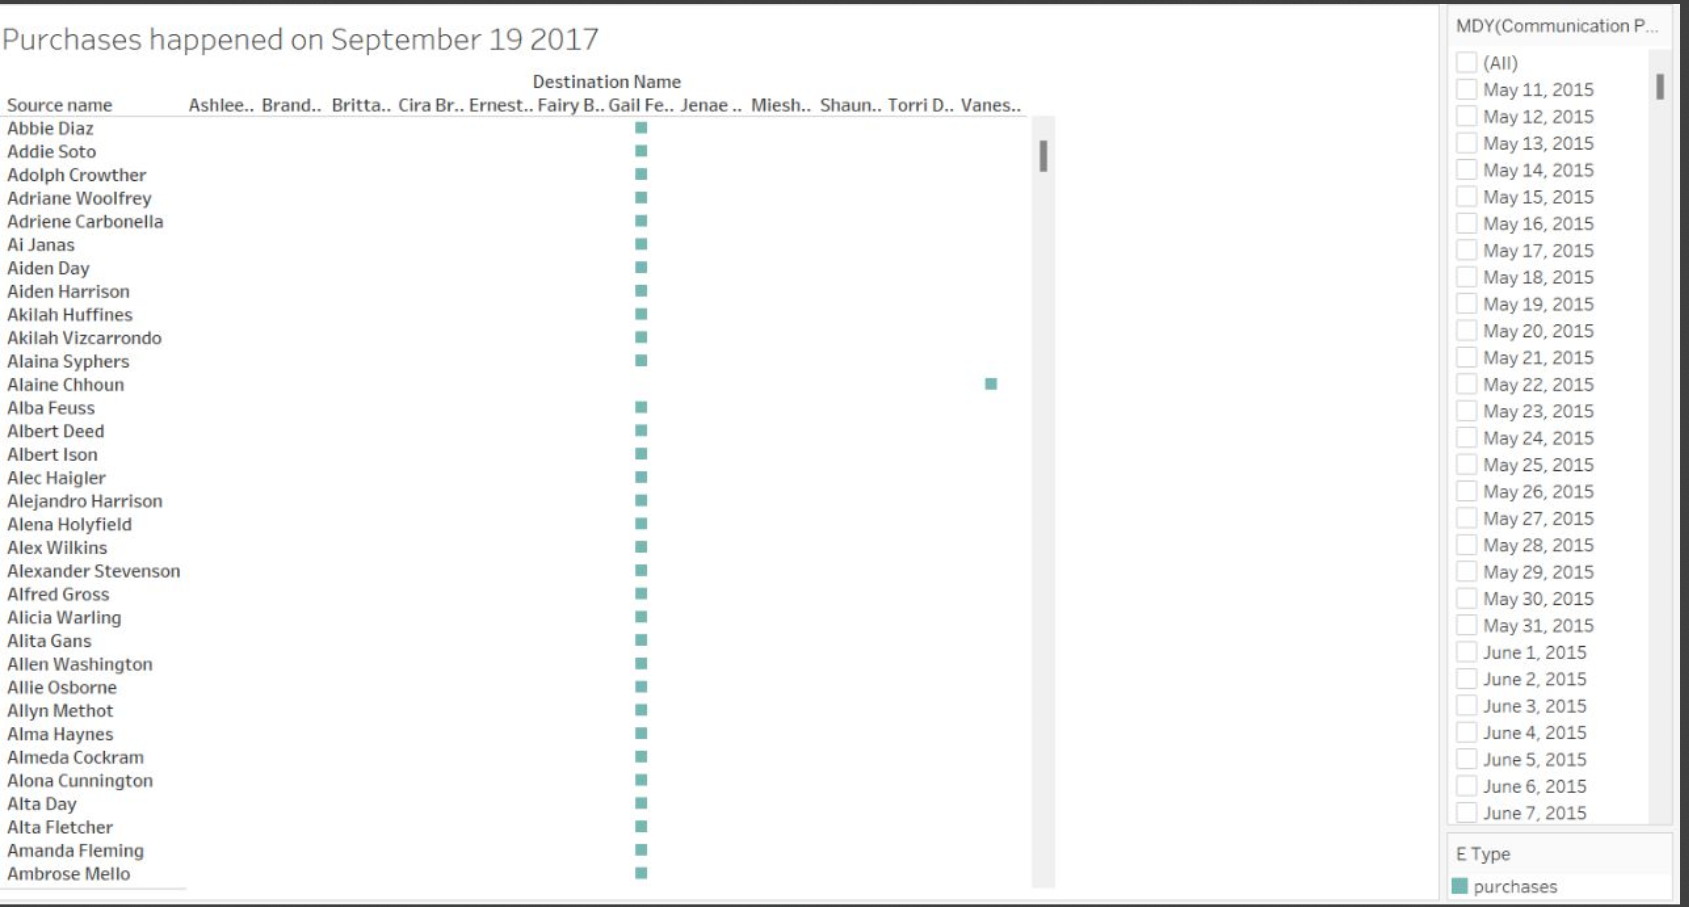 Purchases happened on September 19 2017
Destination Name
Source name Ashlee.. Brand.. Britta.. Cira Br.. Ernest.. Fairy B.. Gail Fe.. Jenae .. Miesh.. Shaun.. Torri D.. Vanes..
Abbie Diaz
Addie Soto
Adolph Crowther
Adriane Woolfrey
Adriene Carbonella
Ai Janas
Aiden Day
Aiden Harrison
Akilah Huffines
Akilah Vizcarrondo
Alaina Syphers
Alaine Chhoun
Alba Feuss
Albert Deed
Albert Ison
Alec Haigler
Alejandro Harrison
Alena Holyfield
Alex Wilkins
Alexander Stevenson
Alfred Gross
Alicia Warling
Alita Gans
Allen Washington
Allie Osborne
Allyn Methot
Alma Haynes
Almeda Cockram
Alona Cunnington
Alta Day
Alta Fletcher
Amanda Fleming
Ambrose Mello
MDY(Communication P...
(All)
May 11, 2015
May 12, 2015
May 13, 2015
May 14, 2015
May 15, 2015
May 16, 2015
May 17, 2015
May 18, 2015
May 19, 2015
May 20, 2015
May 21, 2015
May 22, 2015
May 23, 2015
May 24, 2015
May 25, 2015
May 26, 2015
May 27, 2015
May 28, 2015
May 29, 2015
May 30, 2015
May 31, 2015
June 1, 2015
June 2, 2015
June 3, 2015
June 4, 2015
June 5, 2015
June 6, 2015
June 7, 2015
E Type
purchases